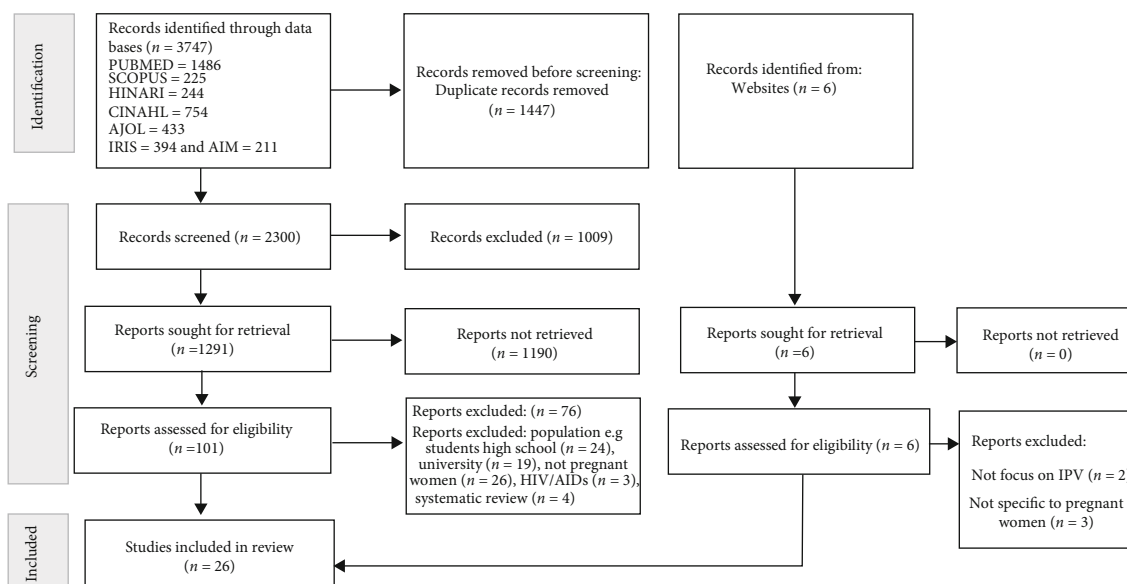 Identification
Records identified through data
bases (n = 3747)
PUBMED = 1486
SCOPUS = 225
HINARI = 244
CINAHL = 754
AJOL = 433
IRIS = 394 and AIM = 211
Records removed before screening:
Duplicate records removed
(n = 1447)
Records identified from:
Websites (n = 6)
Screening
Records screened (n = 2300)
Records excluded (n = 1009)
Reports sought for retrieval
(n =1291)
Reports not retrieved
(n = 1190)
Reports sought for retrieval
(n =6)
Reports not retrieved
(n = 0)
Reports assessed for eligibility
(n =101)
Reports excluded: (n = 76)
Reports excluded: population e.g
students high school (n = 24),
university (n = 19), not pregnant
women (n = 26), HIV/AIDs (n = 3),
systematic review (n = 4)
Reports assessed for eligibility (n = 6)
Reports excluded:
Not focus on IPV (n = 2
Not specific to pregnant
women (n = 3)
Included
Studies included in review
(n = 26)